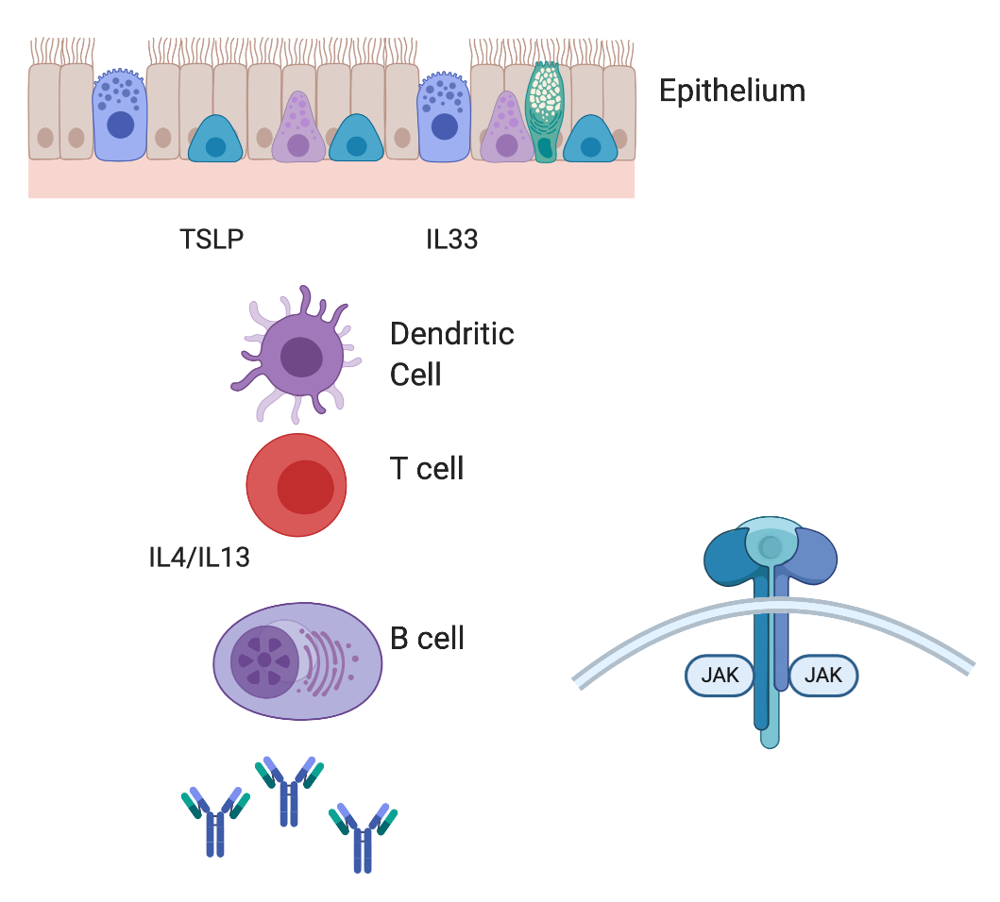 Epithelium
TSLP
IL33
Dendritic
Cell
T cell
IL4/IL13
B cell
JAK
JAK